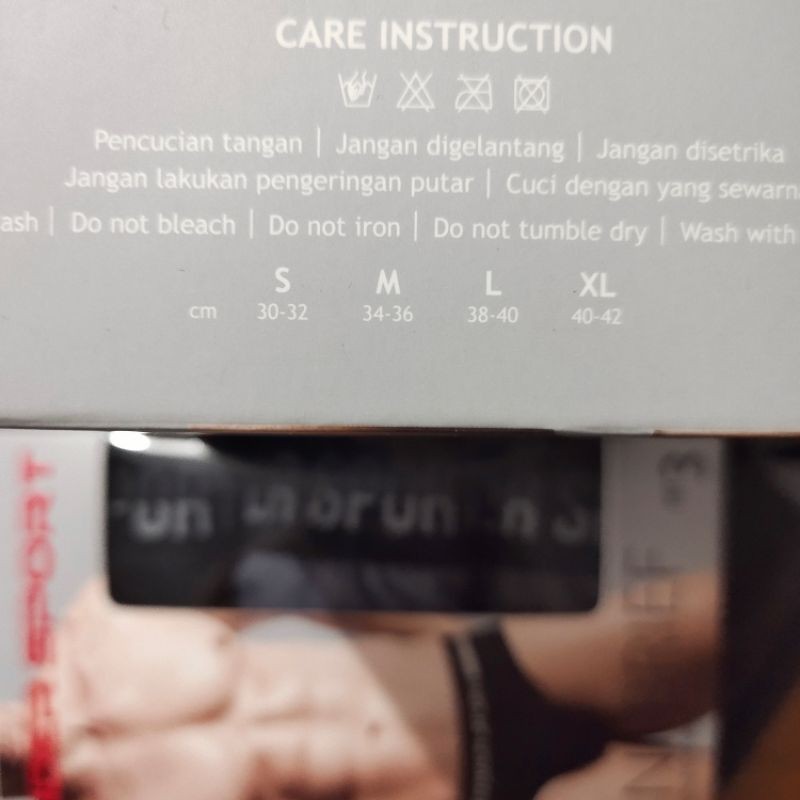 CARE INSTRUCTION
Pencucian tangan | Jangan digelantang | Jangan disetrika
Jangan lakukan pengeringan putar | Cuci dengan yang sewarn
ash | Do not bleach | Do not iron | Do not tumble dry | Wash with
S M L XL
cm 30-32 34-36 38-40 40-42
SPORT